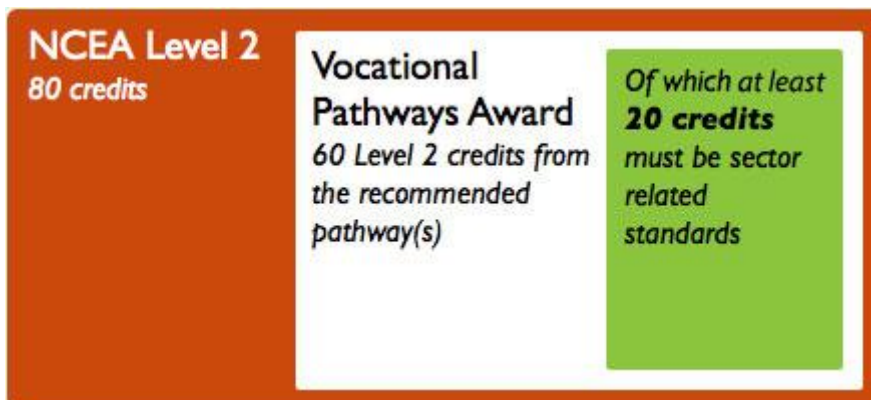 NCEA Level 2
80 credits
Vocational
Pathways Award
60 Level 2 credits from
the recommended
pathway(s)
Of which at least
20 credits
must be sector
related
standards